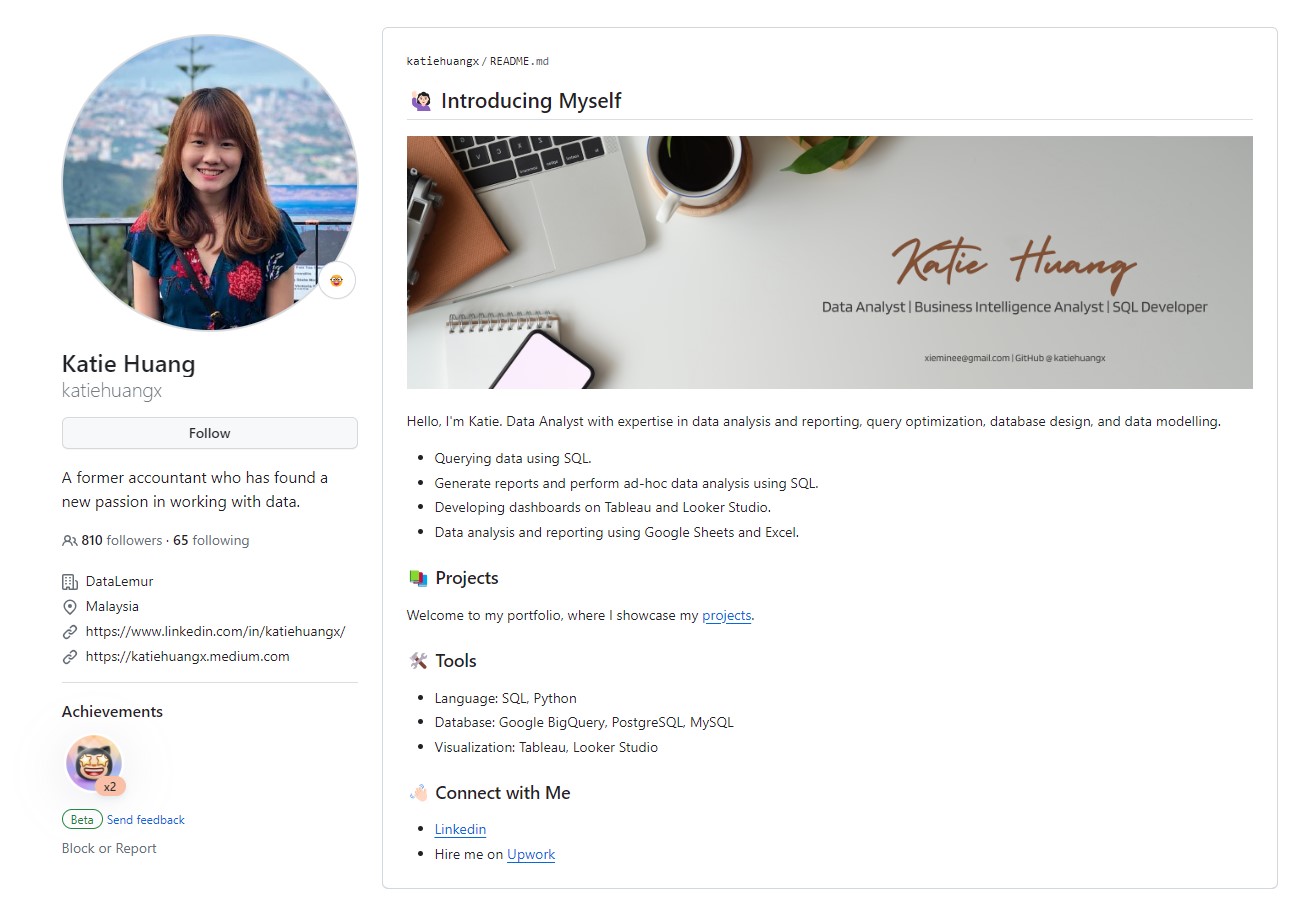 Katie Huang
katiehuangx
Follow
A former accountant who has found a
new passion in working with data.
810 followers · 65 following
DataLemur
Malaysia
https://www.linkedin.com/in/katiehuangx/
https://katiehuangx.medium.com
Achievements
x2
Beta Send feedback
Block or Report
katiehuangx / README.md
Introducing Myself
Katie Huang
Data Analyst | Business Intelligence Analyst | SQL Developer
xieminee@gmail.com | GitHub @ katiehuangx
Hello, I'm Katie. Data Analyst with expertise in data analysis and reporting, query optimization, database design, and data modelling.
• Querying data using SQL.
• Generate reports and perform ad-hoc data analysis using SQL.
• Developing dashboards on Tableau and Looker Studio.
• Data analysis and reporting using Google Sheets and Excel.
Projects
Welcome to my portfolio, where I showcase my projects.
Tools
• Language: SQL, Python
• Database: Google BigQuery, PostgreSQL, MySQL
• Visualization: Tableau, Looker Studio
Connect with Me
• Linkedin
• Hire me on Upwork